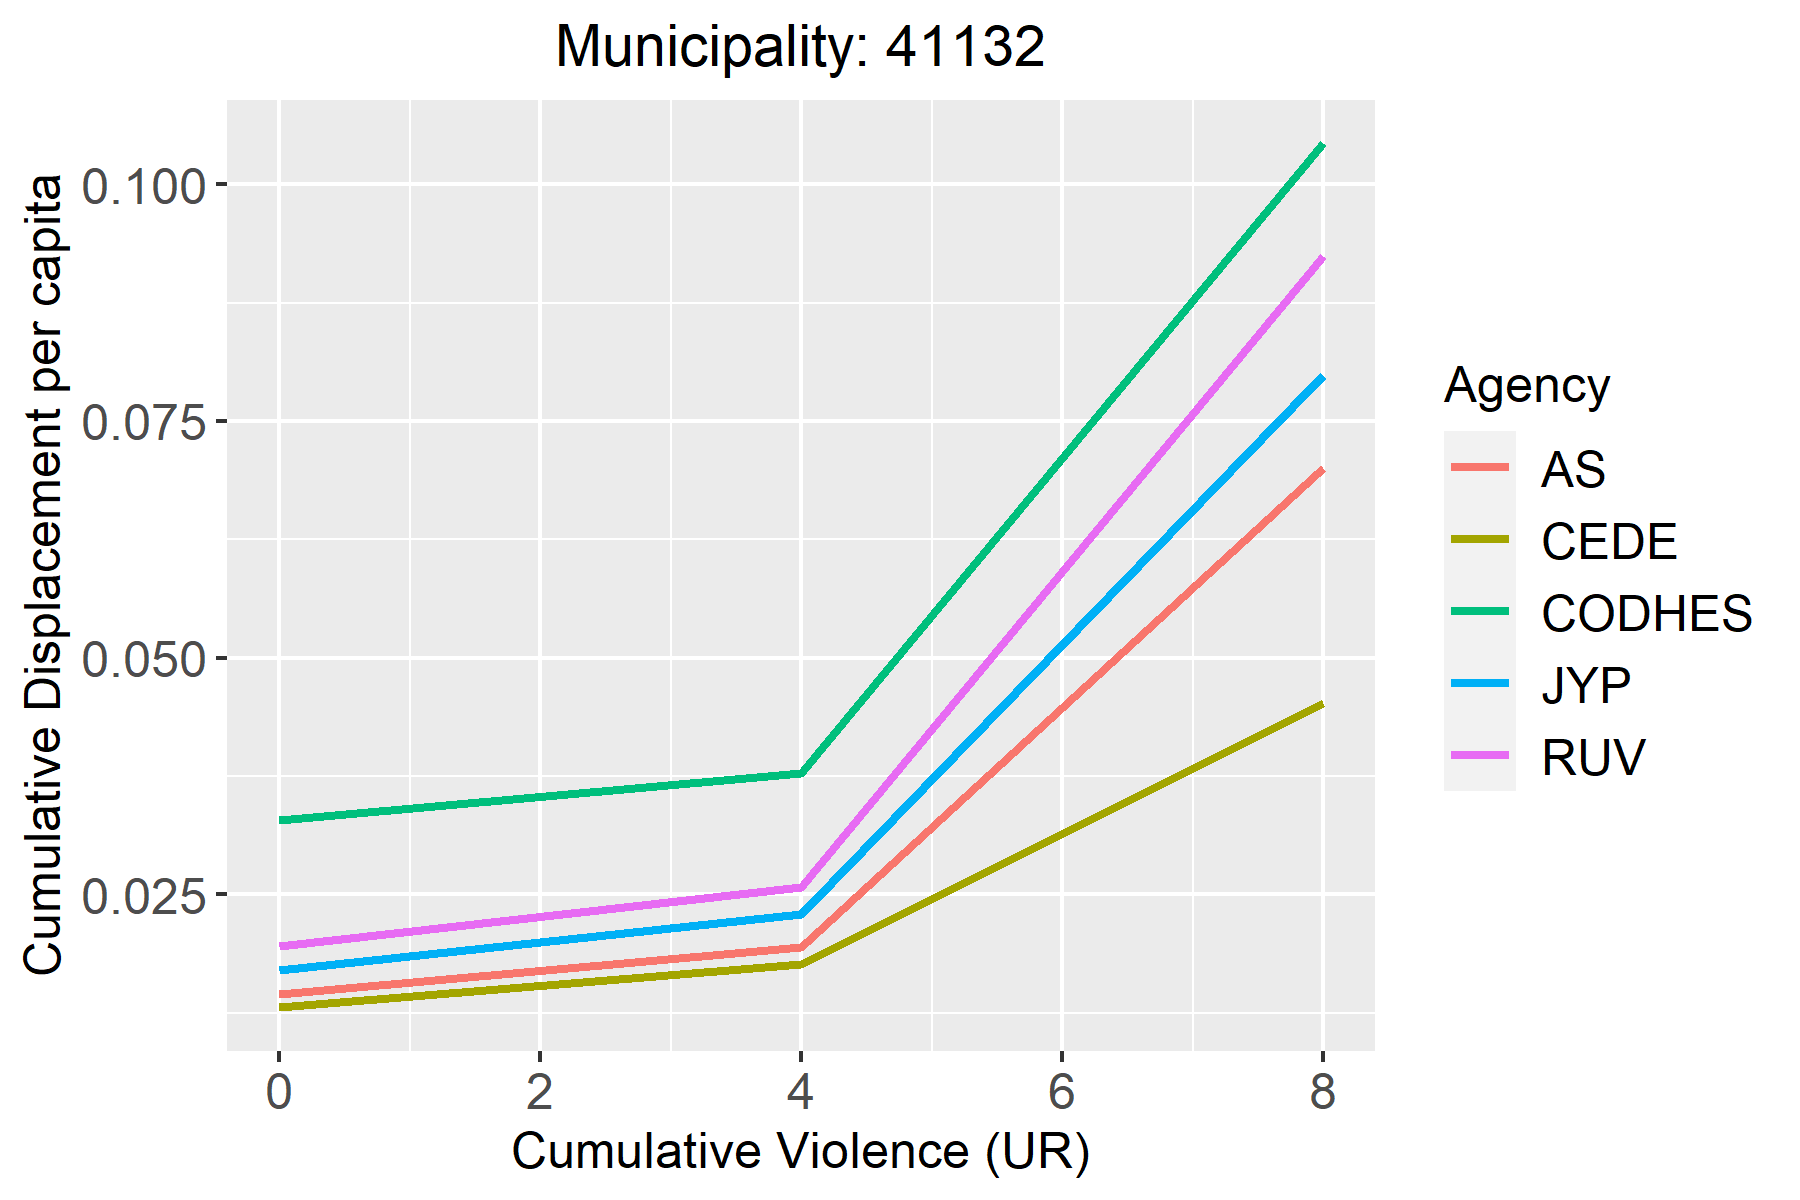 Municipality: 41132
Cumulative Displacement per capita
0.100
0.075
0.050
0.025
0 2 4 6 8
Cumulative Violence (UR)
Agency
AS
CEDE
CODHES
JYP
RUV